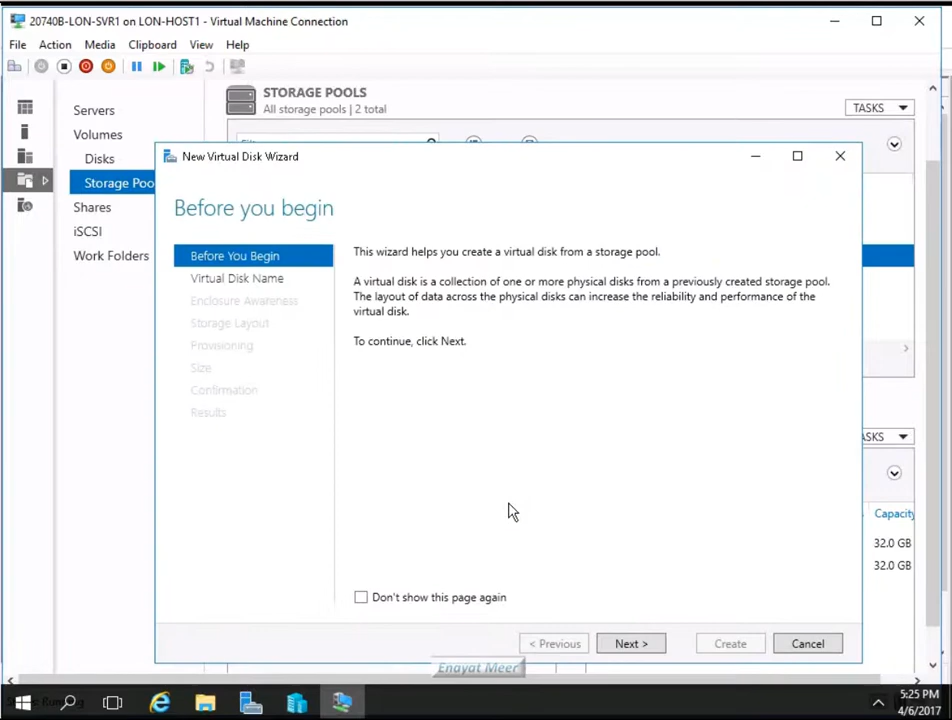 20740B-LON-SVR1 on LON-HOST1 - Virtual Machine Connection
File Action Media Clipboard View Help
Servers
Volumes
Disks
Storage Poo
Shares
iSCSI
Work Folders
STORAGE POOLS
All storage pools | 2 total
TASKS
New Virtual Disk Wizard
Before you begin
Before You Begin
Virtual Disk Name
Enclosure Awareness
Storage Layout
Provisioning
Size
Confirmation
Results
This wizard helps you create a virtual disk from a storage pool.
A virtual disk is a collection of one or more physical disks from a previously created storage pool.
The layout of data across the physical disks can increase the reliability and performance of the
virtual disk.
To continue, click Next.
Don't show this page again
< Previous
Next >
Create
Cancel
ASKS
Capacity
32.0 GB
32.0 GB
Enayat Meer
5:25 PM
4/6/2017